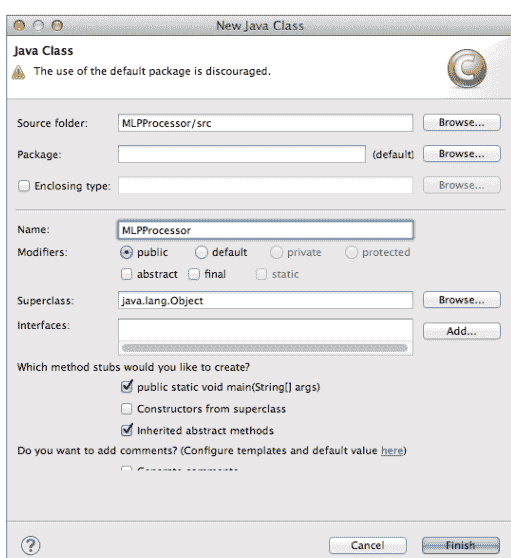 New Java Class
Java Class
The use of the default package is discouraged.
Source folder: MLPProcessor/src Browse...
Package: (default) Browse...
Enclosing type: Browse...
Name: MLPProcessor
Modifiers: public default private protected
abstract final static
Superclass: java.lang.Object Browse...
Interfaces: Add...
Which method stubs would you like to create?
public static void main(String[] args)
Constructors from superclass
Inherited abstract methods
Do you want to add comments? (Configure templates and default value here)
Generate comments
? Cancel Finish